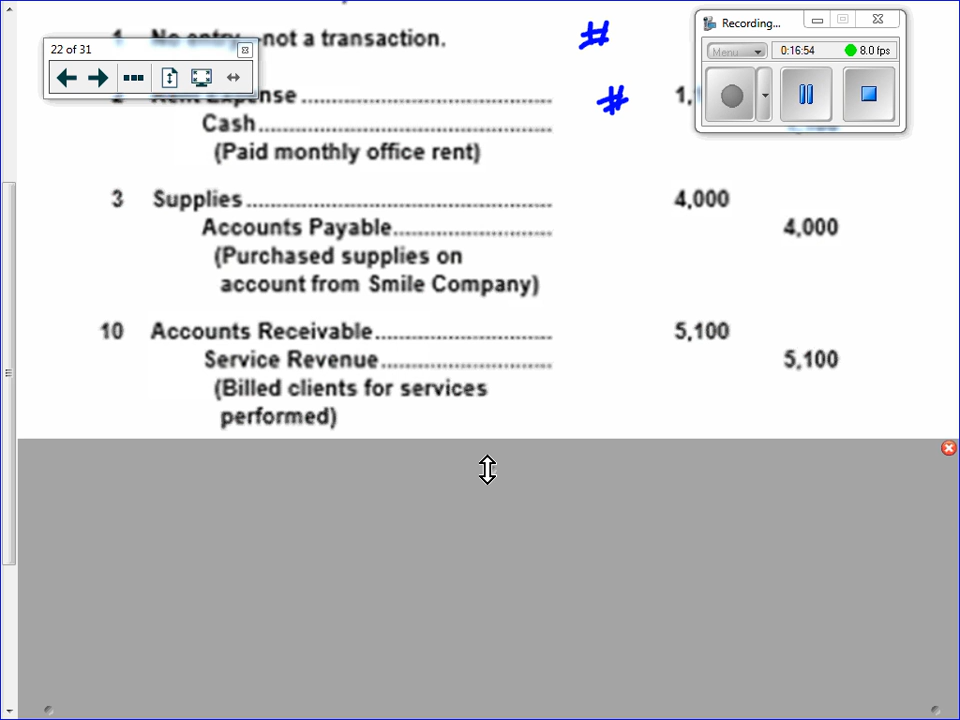 1 No entry—not a transaction. #
Recording...
22 of 31
Menu
0:16:54
8.0 fps
2 Rent Expense # 1,
Cash
(Paid monthly office rent)
3 Supplies 4,000
Accounts Payable 4,000
(Purchased supplies on
account from Smile Company)
10 Accounts Receivable 5,100
Service Revenue 5,100
(Billed clients for services
performed)